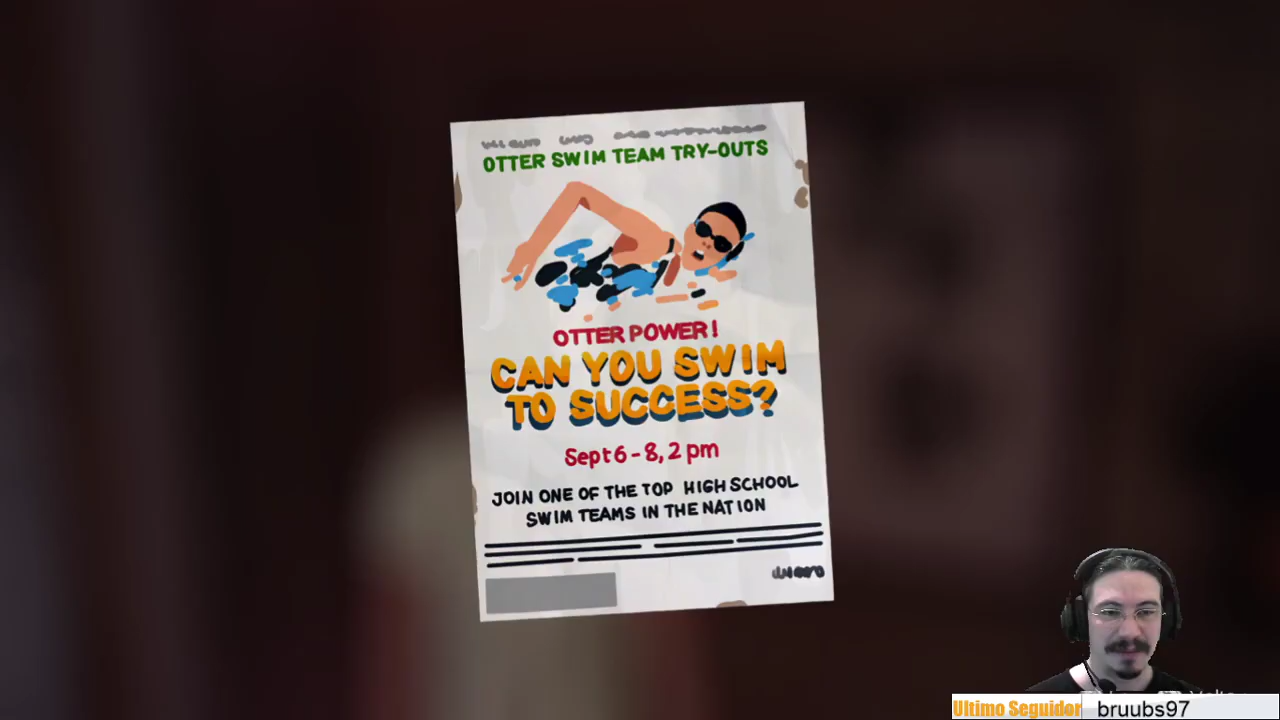 OTTER SWIM TEAM TRY-OUTS
OTTER POWER!
CAN YOU SWIM
TO SUCCESS?
Sept 6 - 8, 2 pm
JOIN ONE OF THE TOP HIGH SCHOOL
SWIM TEAMS IN THE NATION
Ultimo Seguidor bruubs97